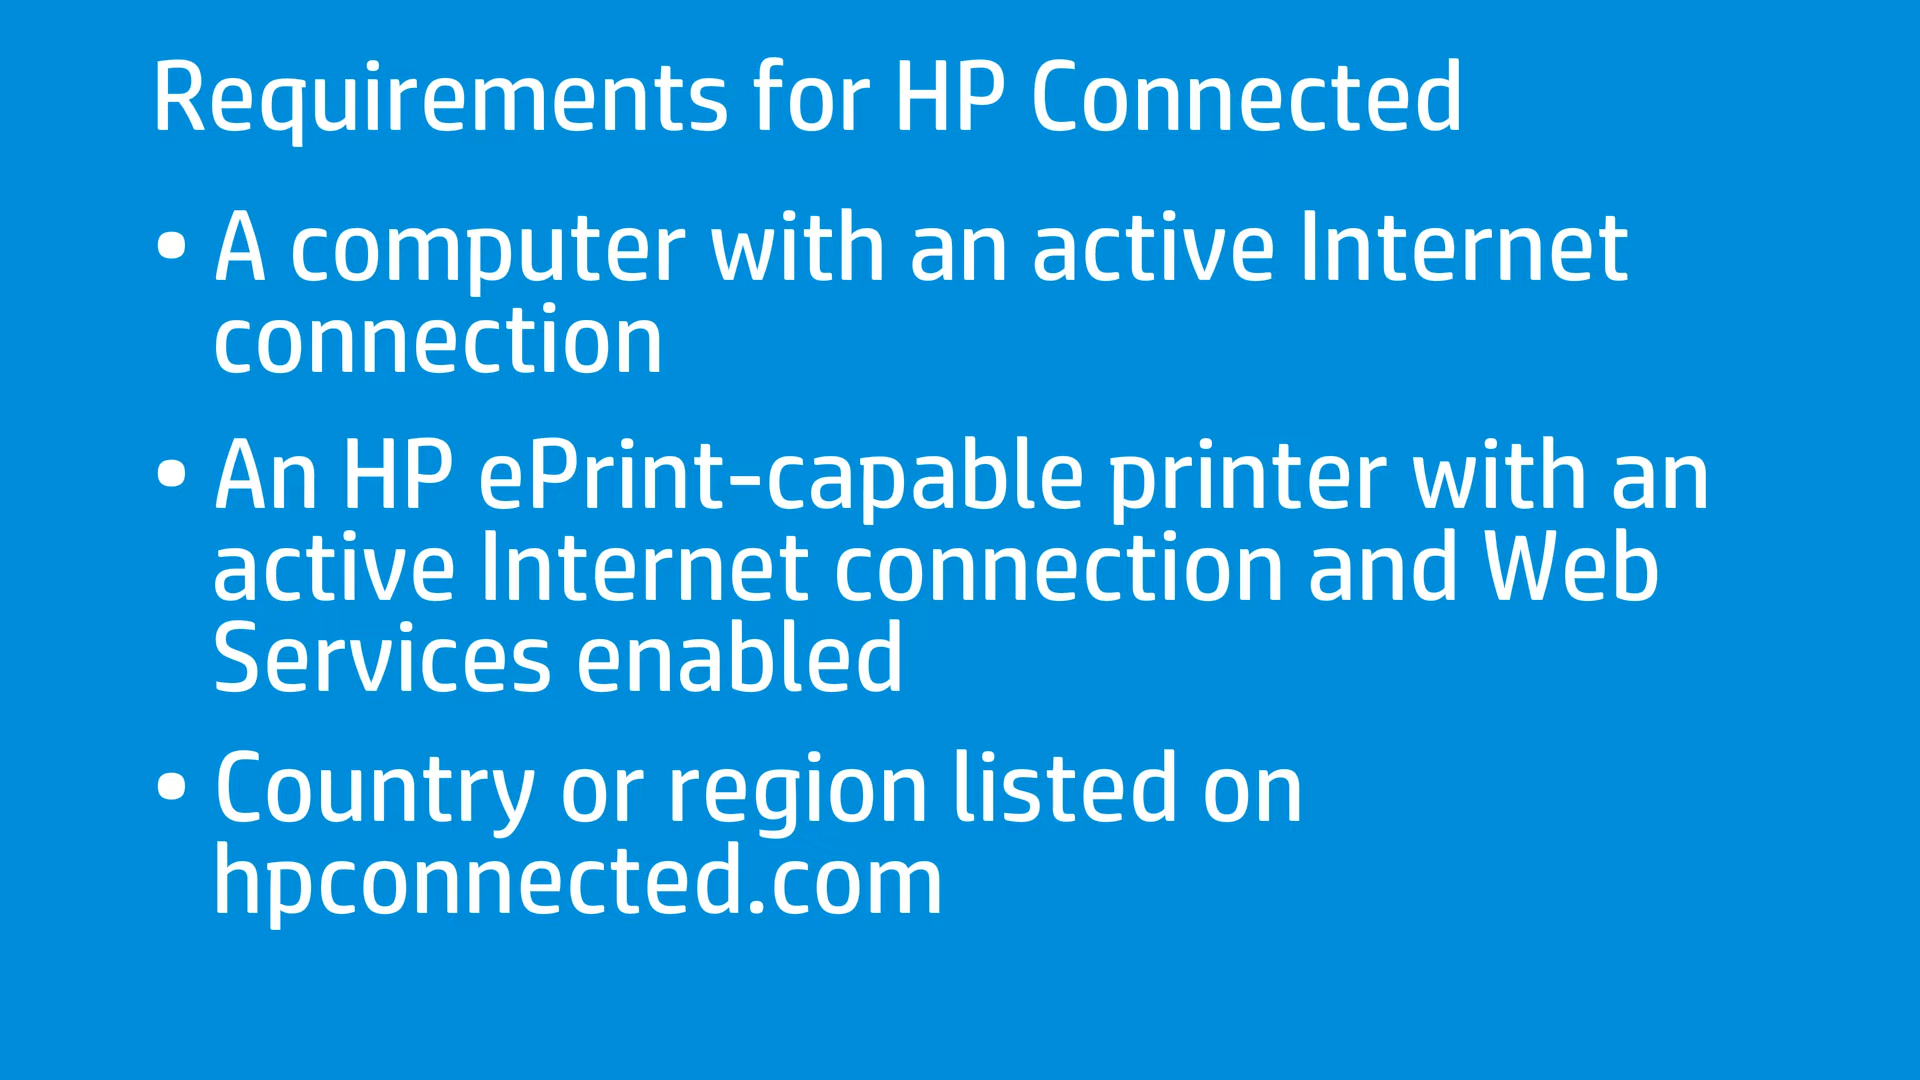 Requirements for HP Connected
• A computer with an active Internet
connection
• An HP ePrint-capable printer with an
active Internet connection and Web
Services enabled
• Country or region listed on
hpconnected.com